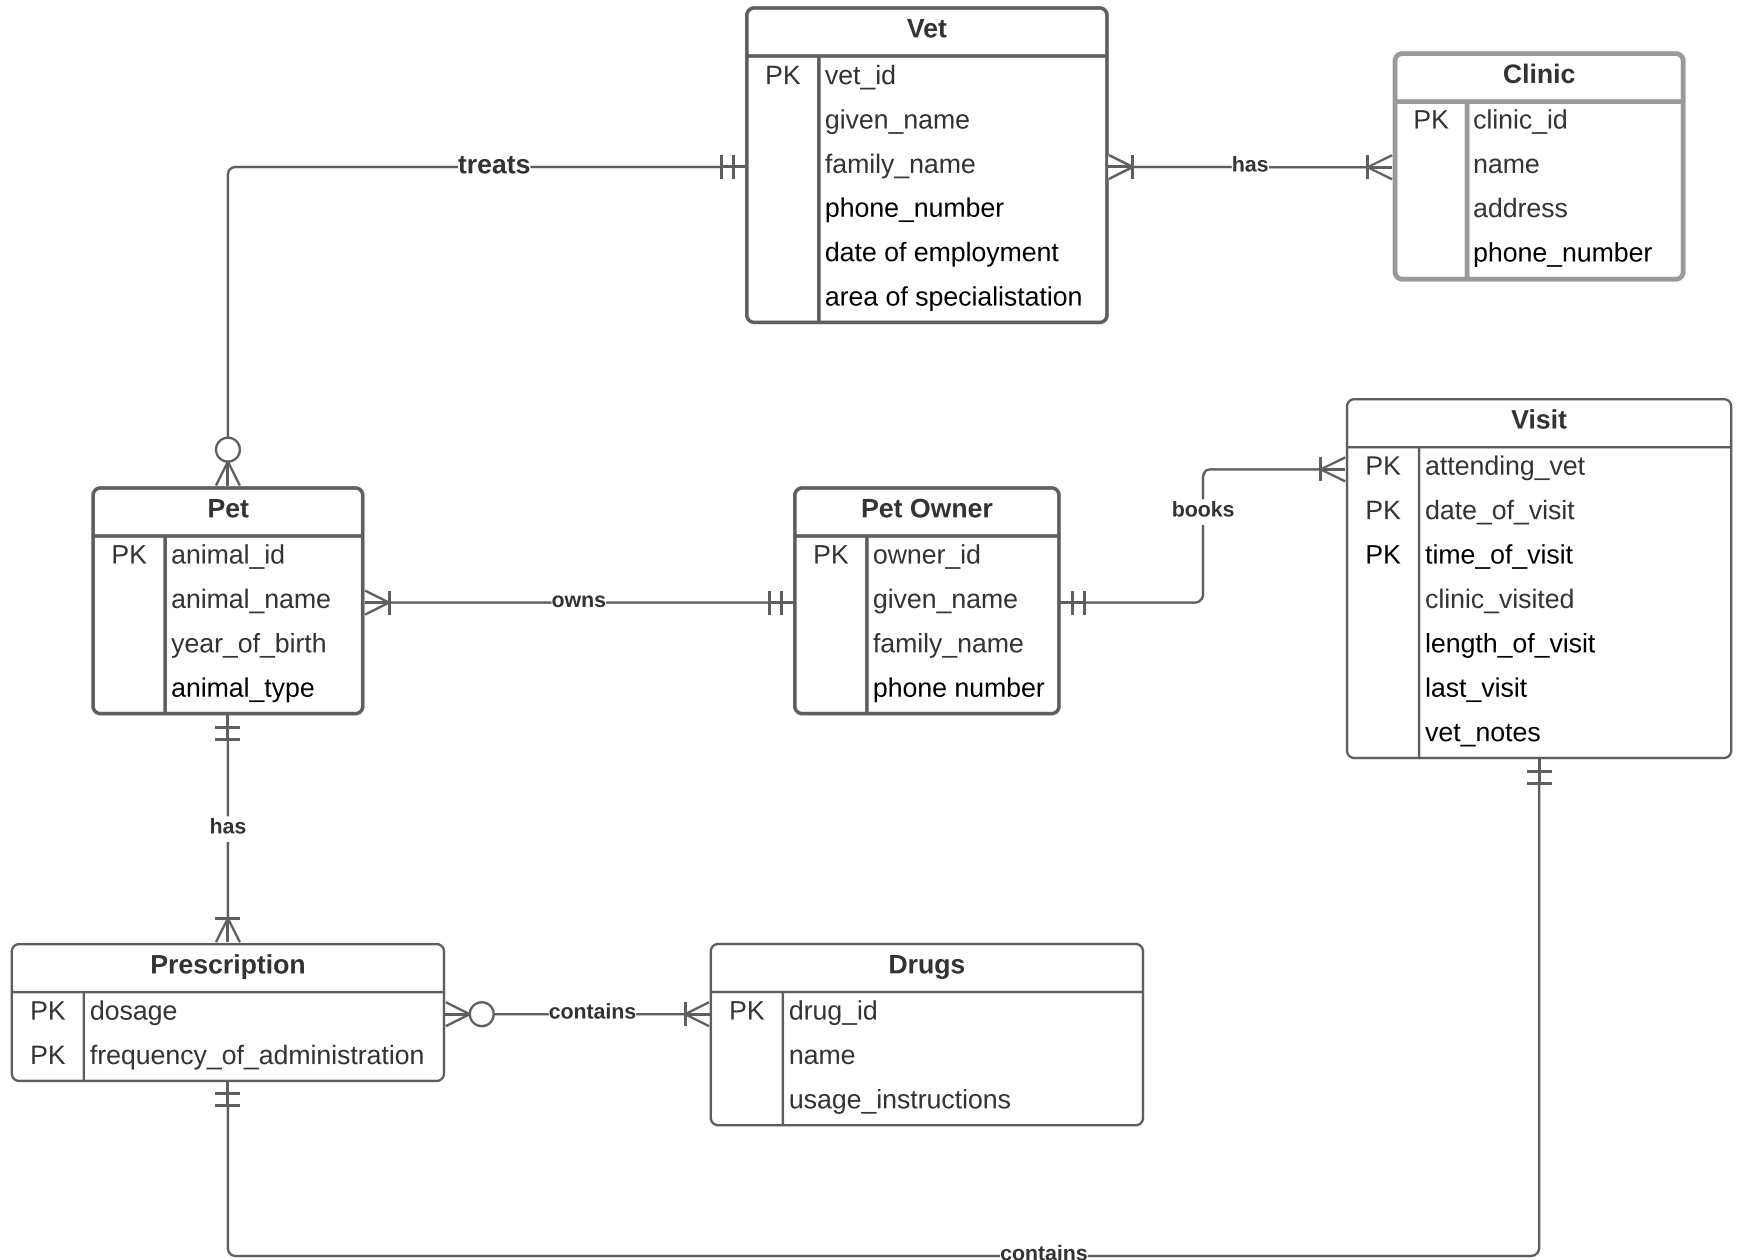 Vet
PK vet_id
given_name
family_name
phone_number
date of employment
area of specialistation
Clinic
PK clinic_id
name
address
phone_number
treats
has
Visit
PK attending_vet
PK date_of_visit
PK time_of_visit
clinic_visited
length_of_visit
last_visit
vet_notes
books
Pet
PK animal_id
animal_name
year_of_birth
animal_type
owns
Pet Owner
PK owner_id
given_name
family_name
phone number
has
Prescription
PK dosage
PK frequency_of_administration
contains
Drugs
PK drug_id
name
usage_instructions
contains